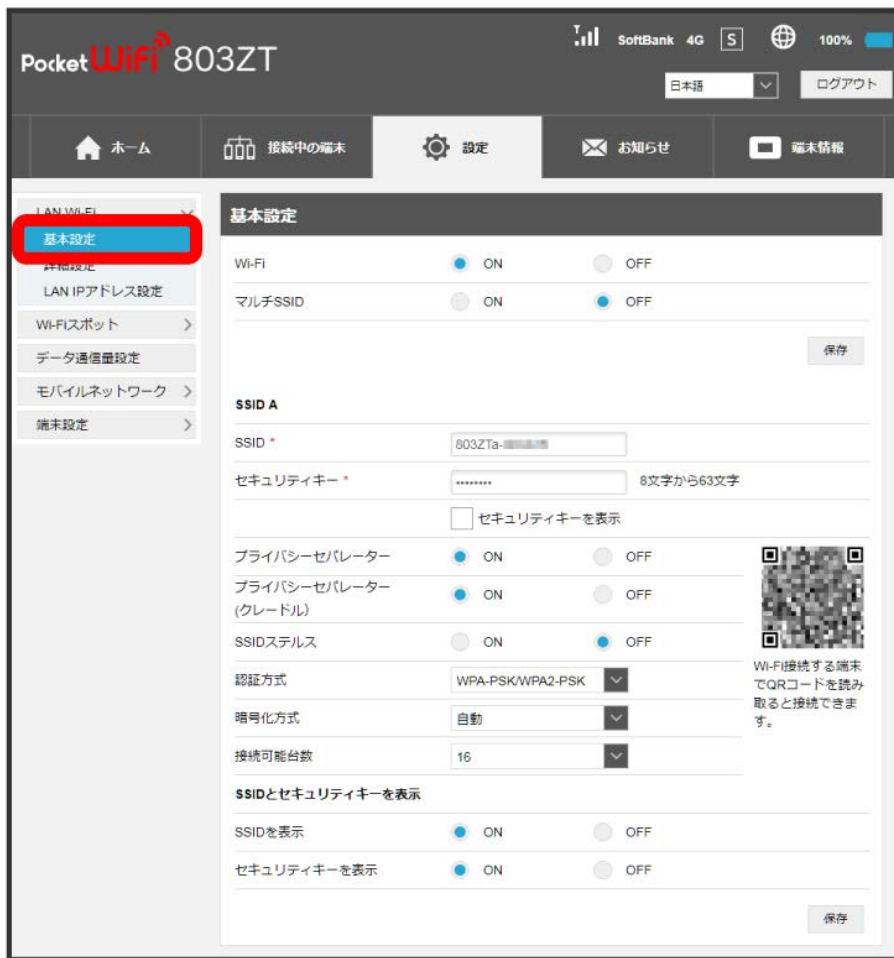 SoftBank 4G S 100%
Pocket WiFi 803ZT
日本語 ログアウト
ホーム 接続中の端末 設定 お知らせ 端末情報
LAN Wi-Fi
基本設定
詳細設定
LAN IPアドレス設定
Wi-Fiスポット
データ通信量設定
モバイルネットワーク
端末設定
基本設定
Wi-Fi ON OFF
マルチSSID ON OFF
保存
SSID A
SSID * 803ZTa-
セキュリティキー * •••••••• 8文字から63文字
セキュリティキーを表示
プライバシーセパレーター ON OFF
プライバシーセパレーター
(クレードル) ON OFF
SSIDステルス ON OFF
認証方式 WPA-PSK/WPA2-PSK
暗号化方式 自動
接続可能台数 16
Wi-Fi接続する端末
でQRコードを読み
取ると接続できま
す。
SSIDとセキュリティキーを表示
SSIDを表示 ON OFF
セキュリティキーを表示 ON OFF
保存